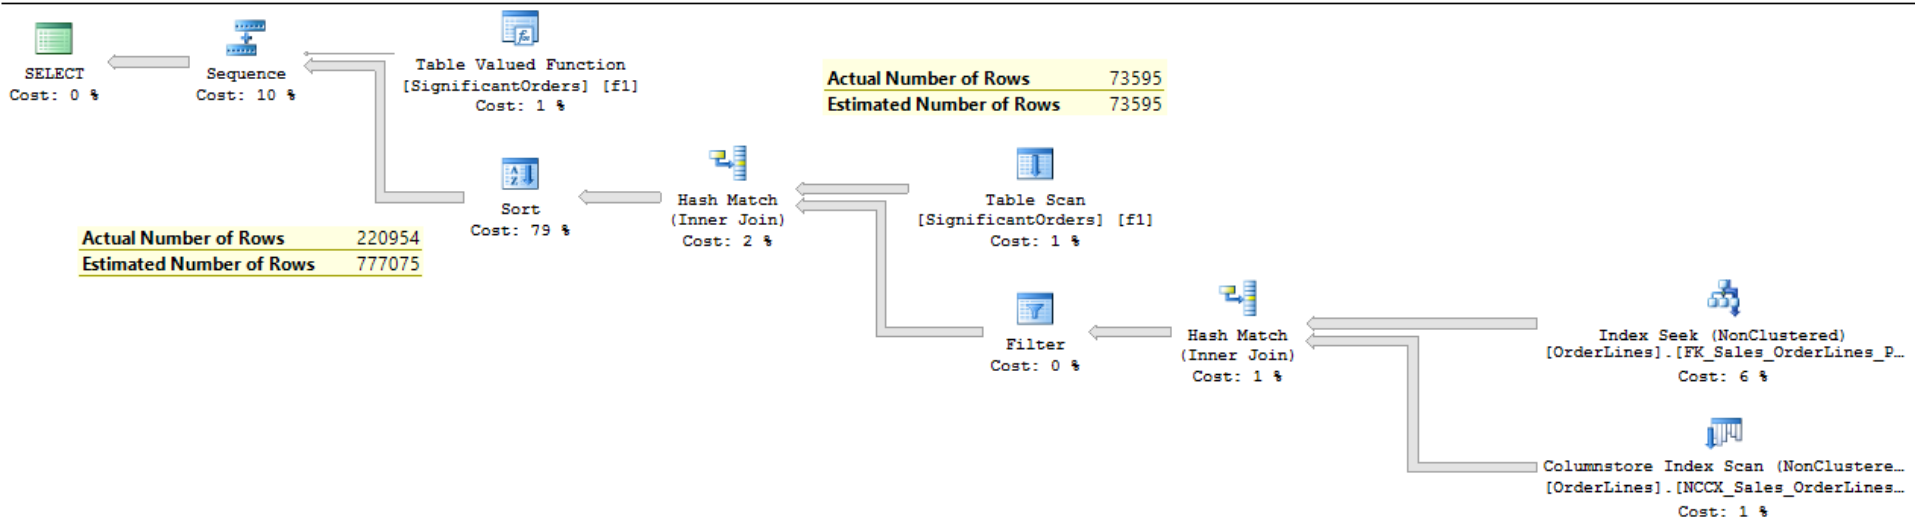 SELECT
Cost: 0 %
Sequence
Cost: 10 %
Table Valued Function
[SignificantOrders] [f1]
Cost: 1 %
Actual Number of Rows 73595
Estimated Number of Rows 73595
Sort
Cost: 79 %
Hash Match
(Inner Join)
Cost: 2 %
Table Scan
[SignificantOrders] [f1]
Cost: 1 %
Actual Number of Rows 220954
Estimated Number of Rows 777075
Filter
Cost: 0 %
Hash Match
(Inner Join)
Cost: 1 %
Index Seek (NonClustered)
[OrderLines].[FK_Sales_OrderLines_P…
Cost: 6 %
Columnstore Index Scan (NonClustere…
[OrderLines].[NCCX_Sales_OrderLines…
Cost: 1 %